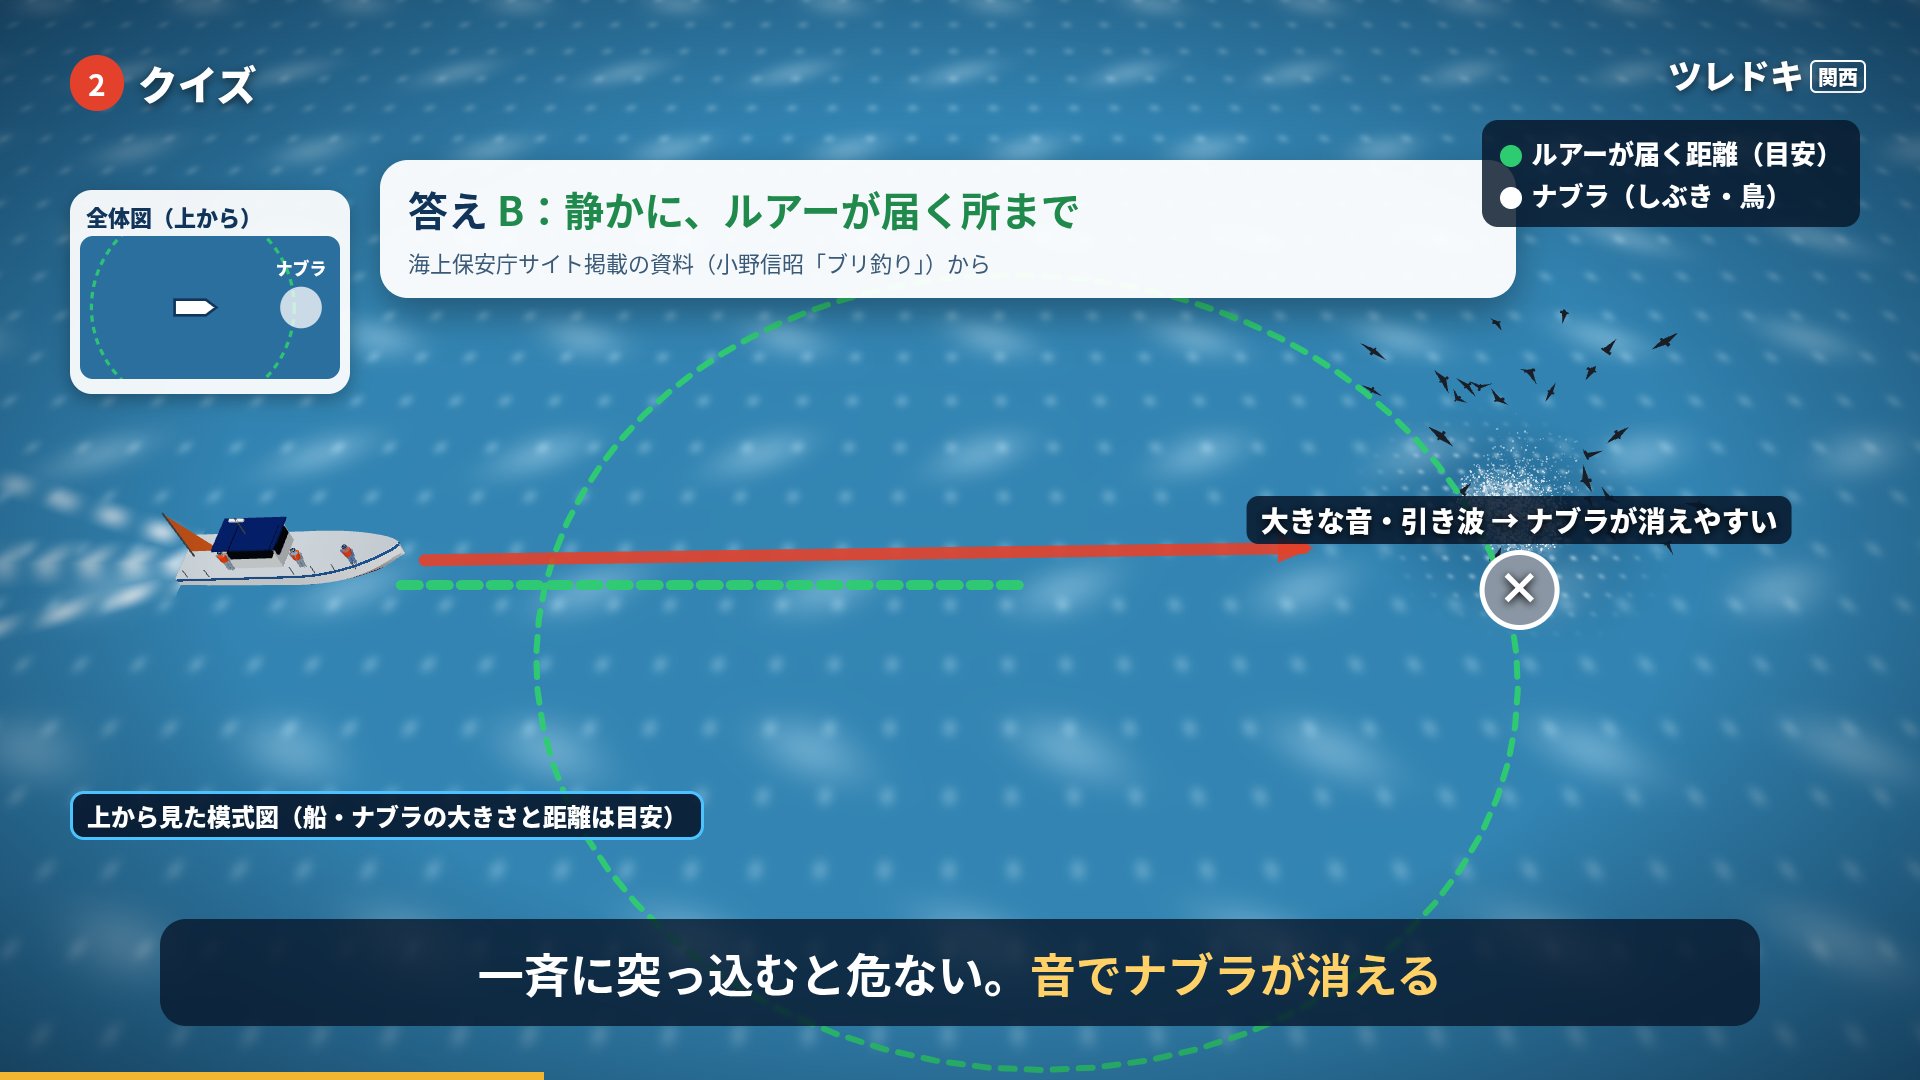 2 クイズ
ツレドキ 関西
ルアーが届く距離（目安）
ナブラ（しぶき・鳥）
全体図（上から）
ナブラ
答え B：静かに、ルアーが届く所まで
海上保安庁サイト掲載の資料（小野信昭「ブリ釣り」）から
大きな音・引き波 → ナブラが消えやすい
上から見た模式図（船・ナブラの大きさと距離は目安）
一斉に突っ込むと危ない。音でナブラが消える